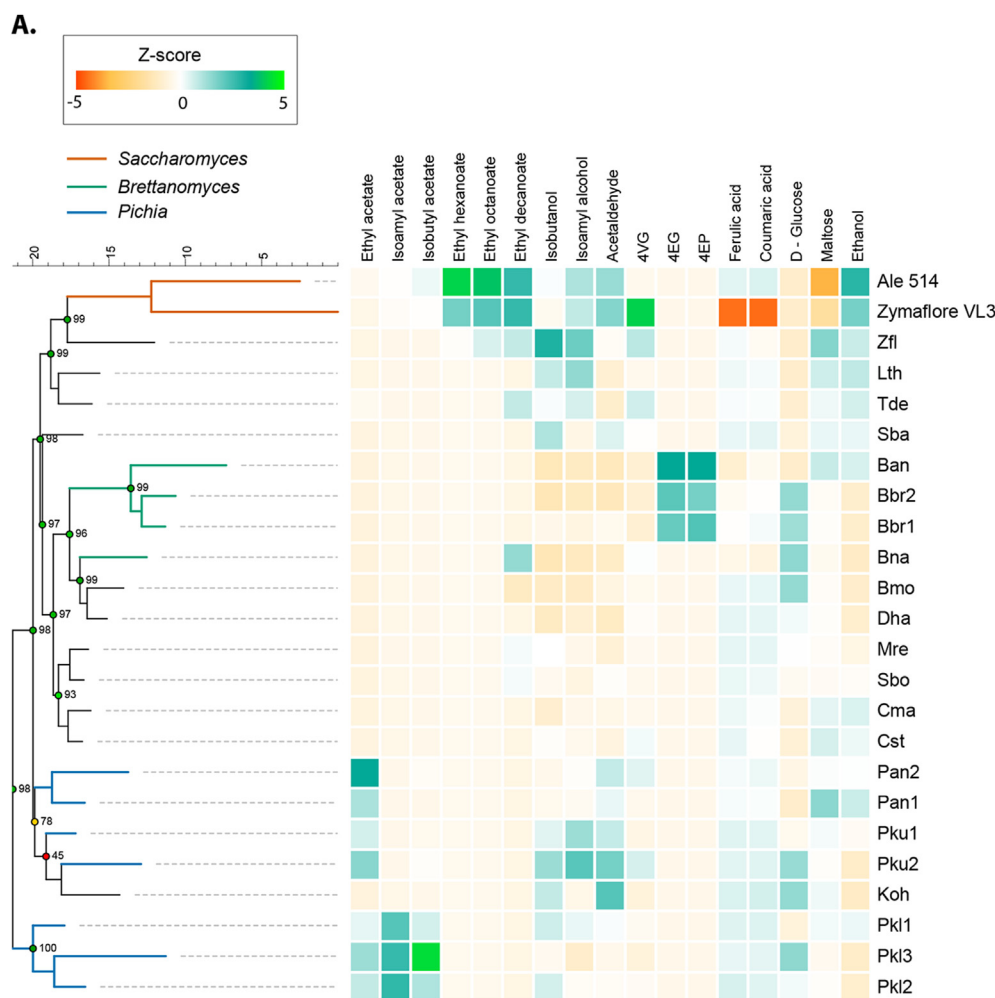 A.
Z-score
-5 0 5
Saccharomyces
Brettanomyces
Pichia
Ethyl acetate
Isoamyl acetate
Isobutyl acetate
Ethyl hexanoate
Ethyl octanoate
Ethyl decanoate
Isobutanol
Isoamyl alcohol
Acetaldehyde
4VG
4EG
4EP
Ferulic acid
Coumaric acid
D - Glucose
Maltose
Ethanol
20 15 10 5
Ale 514
Zymaflore VL3
99
Zfl
99
Lth
Tde
98
Sba
Ban
99
Bbr2
97
Bbr1
96
Bna
99
Bmo
97
Dha
98
Mre
Sbo
93
Cma
Cst
Pan2
98
Pan1
78
Pku1
45
Pku2
Koh
Pkl1
100
Pkl3
Pkl2